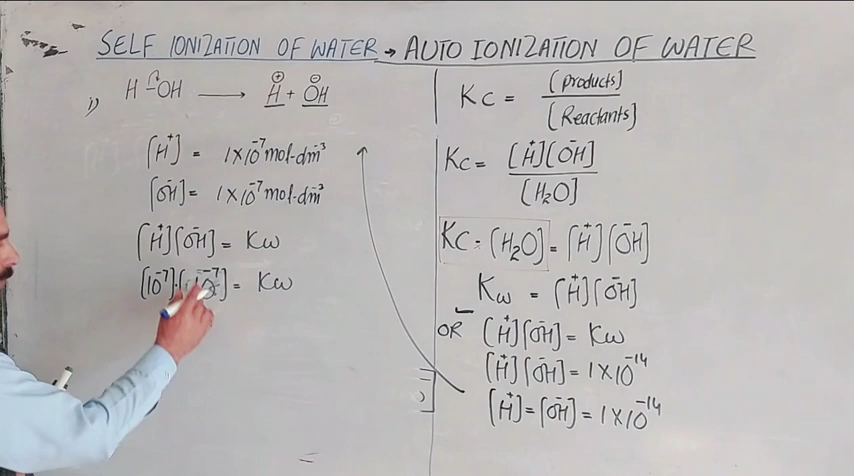 SELF IONIZATION OF WATER → AUTO IONIZATION OF WATER
1) H-OH ⟶ H⁺ + OH⁻
[H⁺] = 1×10⁻⁷ mol·dm⁻³
[OH⁻] = 1×10⁻⁷ mol·dm⁻³
[H⁺][OH⁻] = Kw
[10⁻⁷]·[10⁻⁷] = Kw
Kc = [products] / [Reactants]
Kc = [H⁺][OH⁻] / [H₂O]
Kc · [H₂O] = [H⁺][OH⁻]
Kw = [H⁺][OH⁻]
OR [H⁺][OH⁻] = Kw
[H⁺][OH⁻] = 1×10⁻¹⁴
[H⁺] = [OH⁻] = 1×10⁻¹⁴